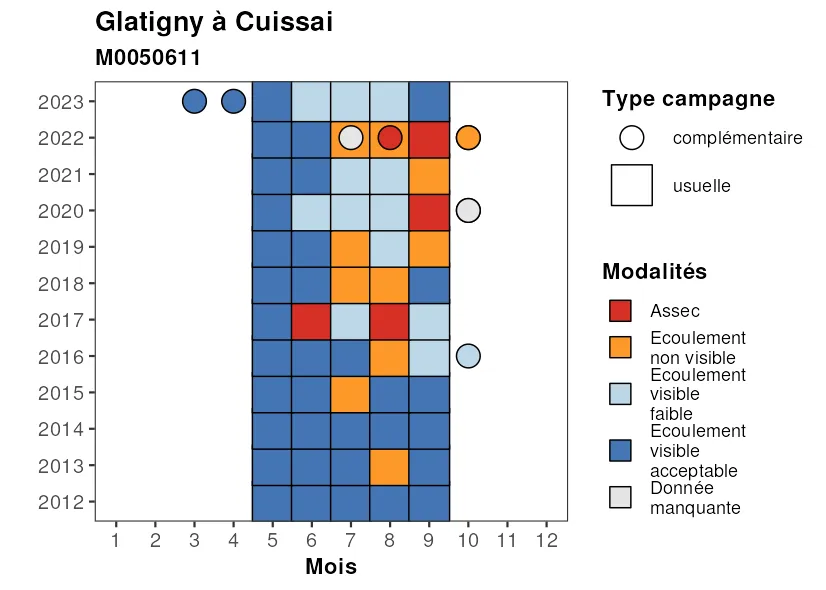 Glatigny à Cuissai
M0050611
2023
2022
2021
2020
2019
2018
2017
2016
2015
2014
2013
2012
1 2 3 4 5 6 7 8 9 10 11 12
Mois
Type campagne
complémentaire
usuelle
Modalités
Assec
Ecoulement
non visible
Ecoulement
visible
faible
Ecoulement
visible
acceptable
Donnée
manquante